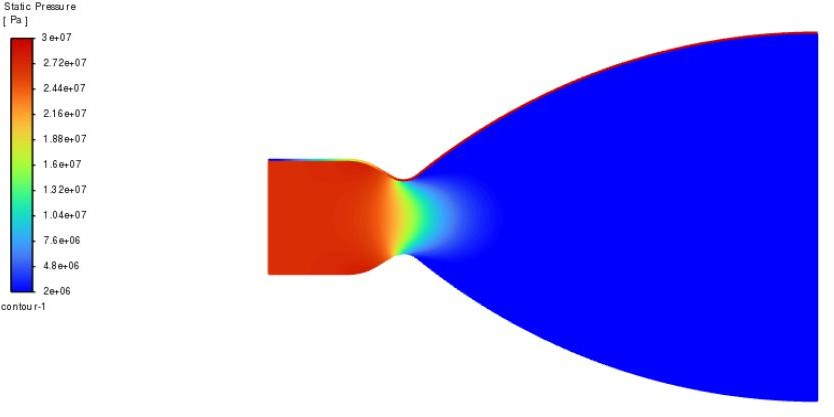 Static Pressure
[ Pa ]
3e+07
2.72e+07
2.44e+07
2.16e+07
1.88e+07
1.6e+07
1.32e+07
1.04e+07
7.6e+06
4.8e+06
2e+06
contour-1